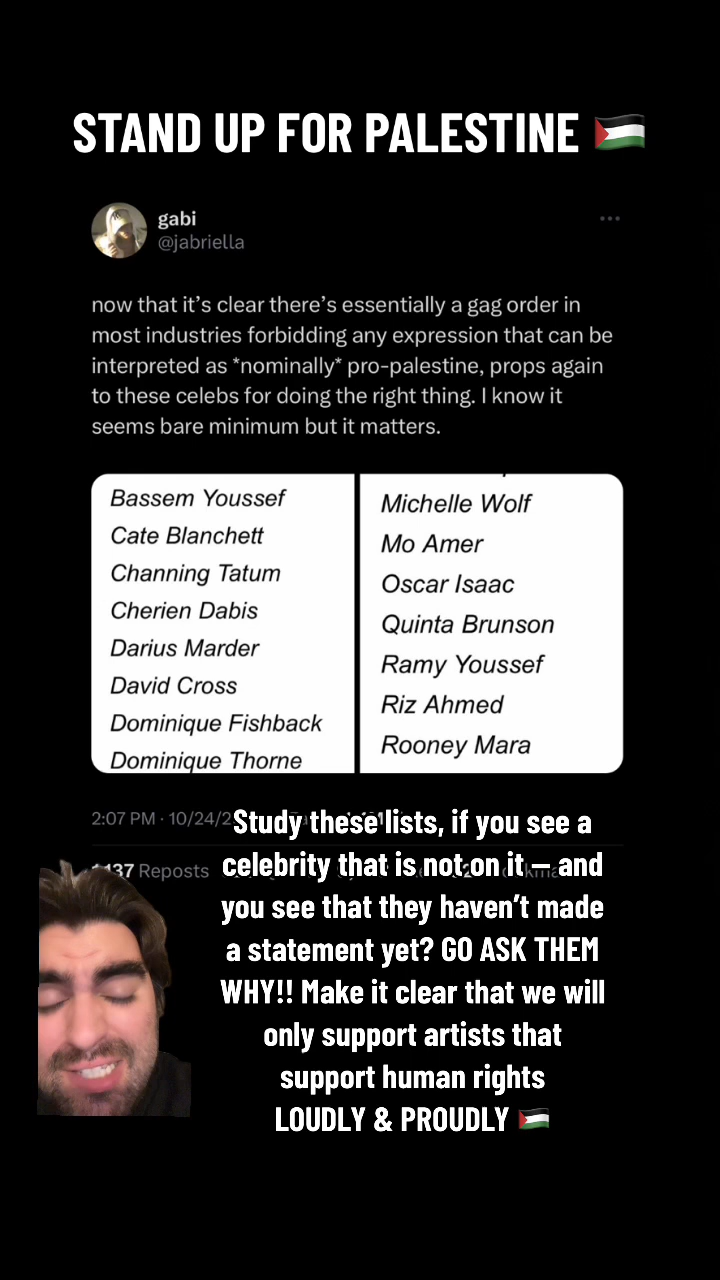 STAND UP FOR PALESTINE 🇵🇸
gabi
@jabriella
now that it’s clear there’s essentially a gag order in
most industries forbidding any expression that can be
interpreted as *nominally* pro-palestine, props again
to these celebs for doing the right thing. I know it
seems bare minimum but it matters.
Bassem Youssef
Cate Blanchett
Channing Tatum
Cherien Dabis
Darius Marder
David Cross
Dominique Fishback
Dominique Thorne
Michelle Wolf
Mo Amer
Oscar Isaac
Quinta Brunson
Ramy Youssef
Riz Ahmed
Rooney Mara
2:07 PM · 10/24/2
137 Reposts
Study these lists, if you see a
celebrity that is not on it — and
you see that they haven’t made
a statement yet? GO ASK THEM
WHY!! Make it clear that we will
only support artists that
support human rights
LOUDLY & PROUDLY 🇵🇸